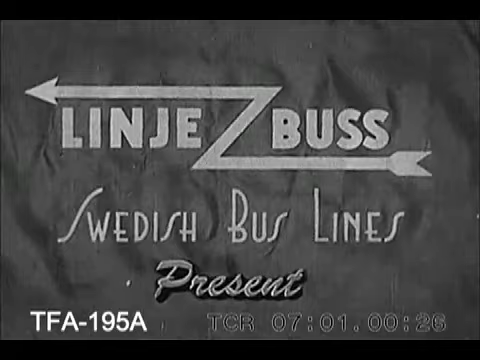 LINJE BUSS
SWEDISH BUS LINES
Present
TFA-195A TCR 07:01.00:26